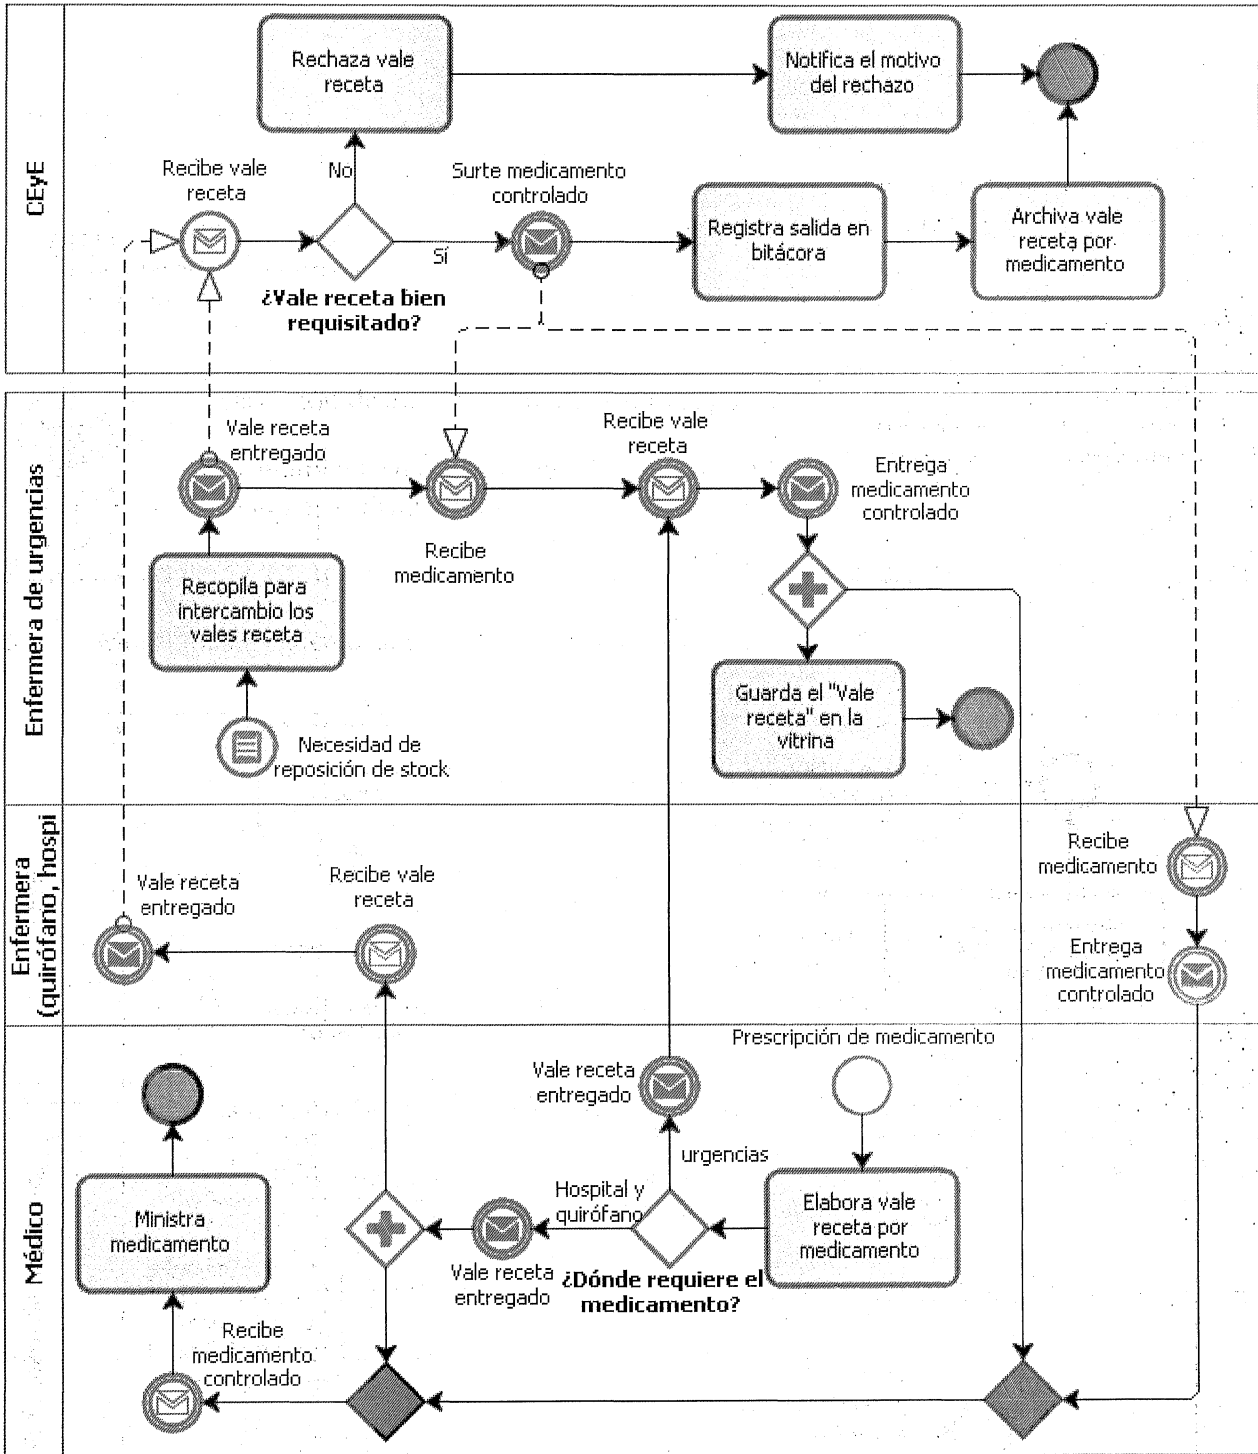 CEyE
Rechaza vale
receta
Notifica el motivo
del rechazo
Recibe vale
receta
No
Surte medicamento
controlado
Sí
¿Vale receta bien
requisitado?
Registra salida en
bitácora
Archiva vale
receta por
medicamento
Enfermera de urgencias
Vale receta
entregado
Recibe vale
receta
Entrega
medicamento
controlado
Recibe
medicamento
Recopila para
intercambio los
vales receta
Guarda el "Vale
receta" en la
vitrina
Necesidad de
reposición de stock
Enfermera
(quirófano, hospi
Vale receta
entregado
Recibe vale
receta
Recibe
medicamento
Entrega
medicamento
controlado
Médico
Prescripción de medicamento
Vale receta
entregado
urgencias
Ministra
medicamento
Hospital y
quirófano
Elabora vale
receta por
medicamento
Vale receta
entregado
¿Dónde requiere el
medicamento?
Recibe
medicamento
controlado